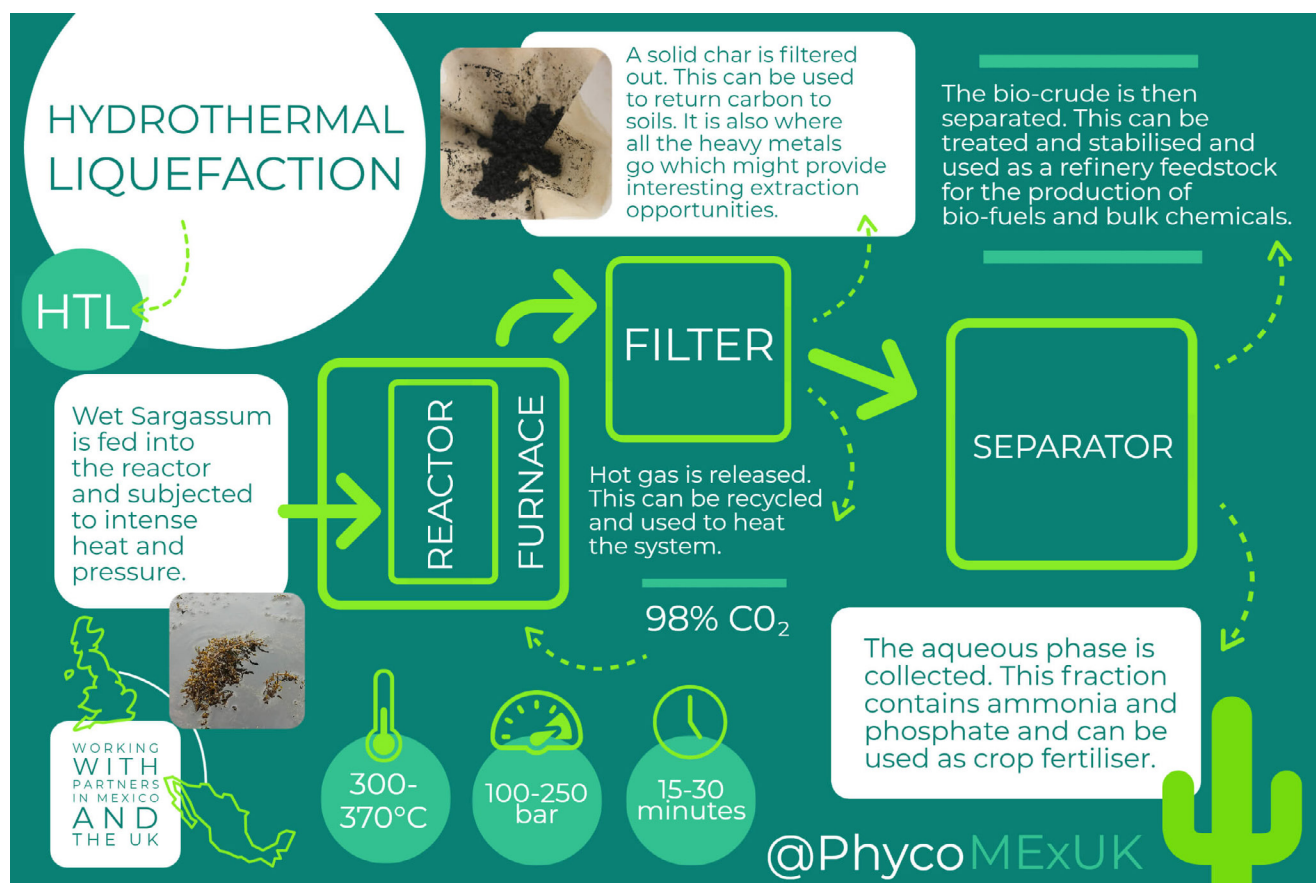 HYDROTHERMAL
LIQUEFACTION
HTL
Wet Sargassum
is fed into
the reactor
and subjected
to intense
heat and
pressure.
REACTOR
FURNACE
A solid char is filtered
out. This can be used
to return carbon to
soils. It is also where
all the heavy metals
go which might provide
interesting extraction
opportunities.
FILTER
Hot gas is released.
This can be recycled
and used to heat
the system.
98% C0₂
The bio-crude is then
separated. This can be
treated and stabilised and
used as a refinery feedstock
for the production of
bio-fuels and bulk chemicals.
SEPARATOR
The aqueous phase is
collected. This fraction
contains ammonia and
phosphate and can be
used as crop fertiliser.
300-
370°C
100-250
bar
15-30
minutes
WORKING
WITH
PARTNERS
IN MEXICO
AND
THE UK
@PhycoMExUK